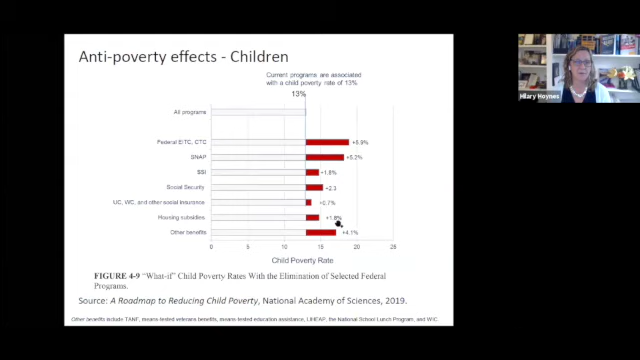 Anti-poverty effects - Children
Current programs are associated
with a child poverty rate of 13%
13%
All programs
Federal EITC, CTC +5.9%
SNAP +5.2%
SSI +1.8%
Social Security +2.3
UC, WC, and other social insurance +0.7%
Housing subsidies +1.8%
Other benefits +4.1%
0 5 10 15 20 25
Child Poverty Rate
FIGURE 4-9 "What-if" Child Poverty Rates With the Elimination of Selected Federal
Programs.
Source: A Roadmap to Reducing Child Poverty, National Academy of Sciences, 2019.
Other benefits include TANF, means-tested veterans benefits, means-tested education assistance, LIHEAP, the National School Lunch Program, and WIC.
Hilary Hoynes